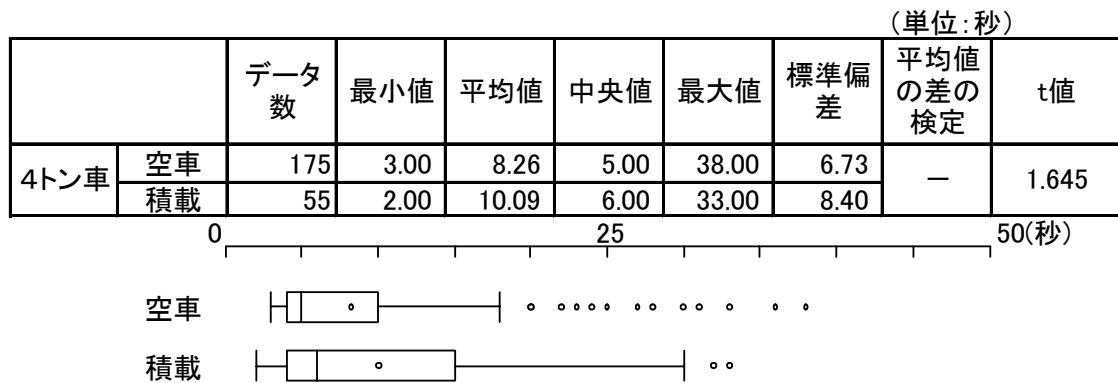 （単位：秒）
データ数 最小値 平均値 中央値 最大値 標準偏差 平均値の差の検定 t値
4トン車 空車 175 3.00 8.26 5.00 38.00 6.73 － 1.645
積載 55 2.00 10.09 6.00 33.00 8.40
0 25 50(秒)
空車
積載